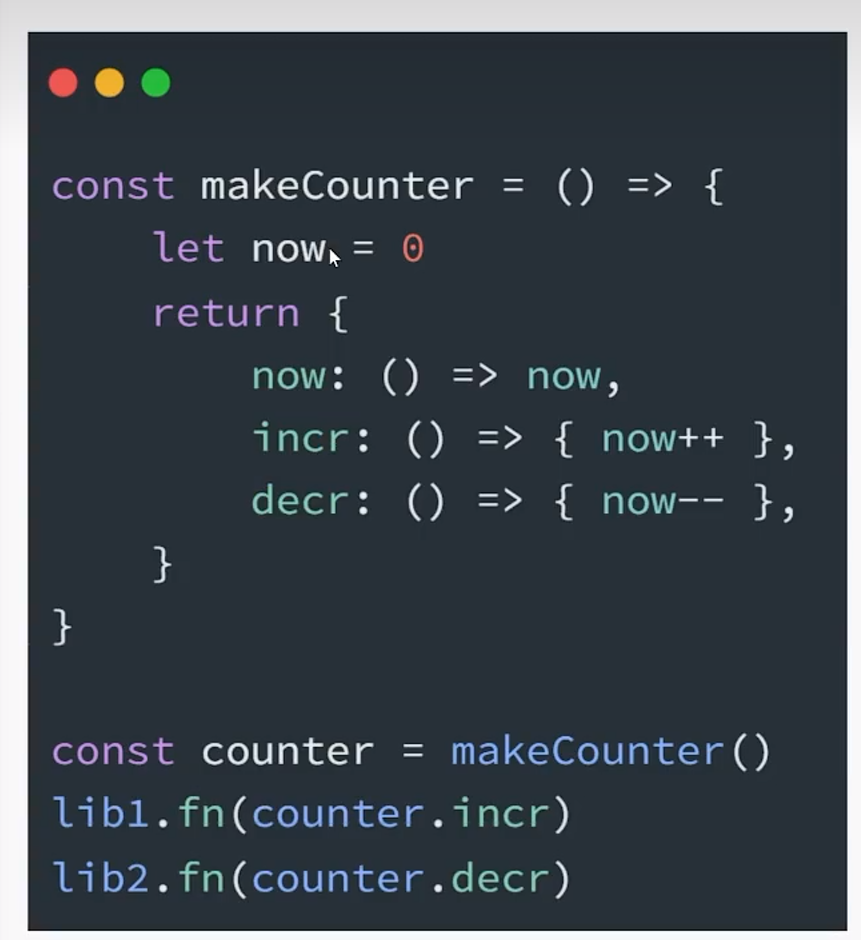 const makeCounter = () => {
    let now = 0
    return {
        now: () => now,
        incr: () => { now++ },
        decr: () => { now-- },
    }
}

const counter = makeCounter()
lib1.fn(counter.incr)
lib2.fn(counter.decr)